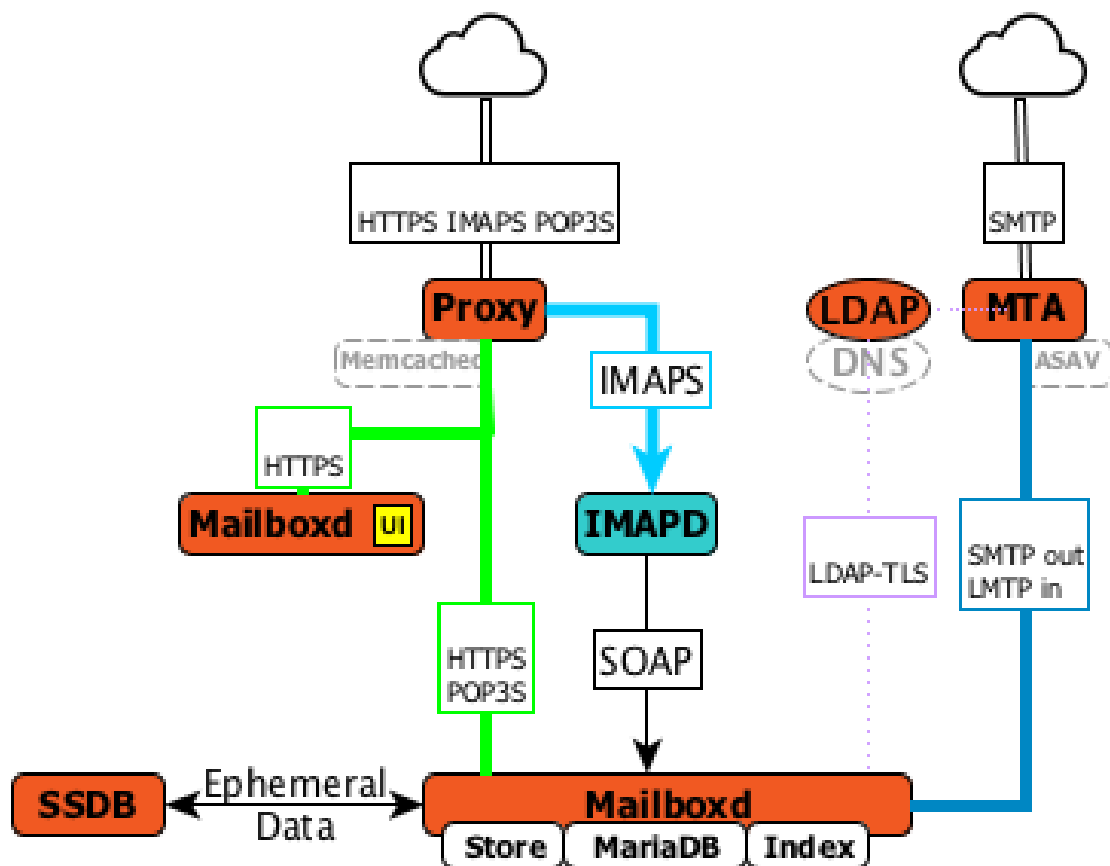 HTTPS IMAPS POP3S
SMTP
Proxy
LDAP
MTA
Memcached
DNS
ASAV
IMAPS
HTTPS
Mailboxd
UI
IMAPD
LDAP-TLS
SMTP out
LMTP in
HTTPS
POP3S
SOAP
SSDB
Ephemeral
Data
Mailboxd
Store
MariaDB
Index